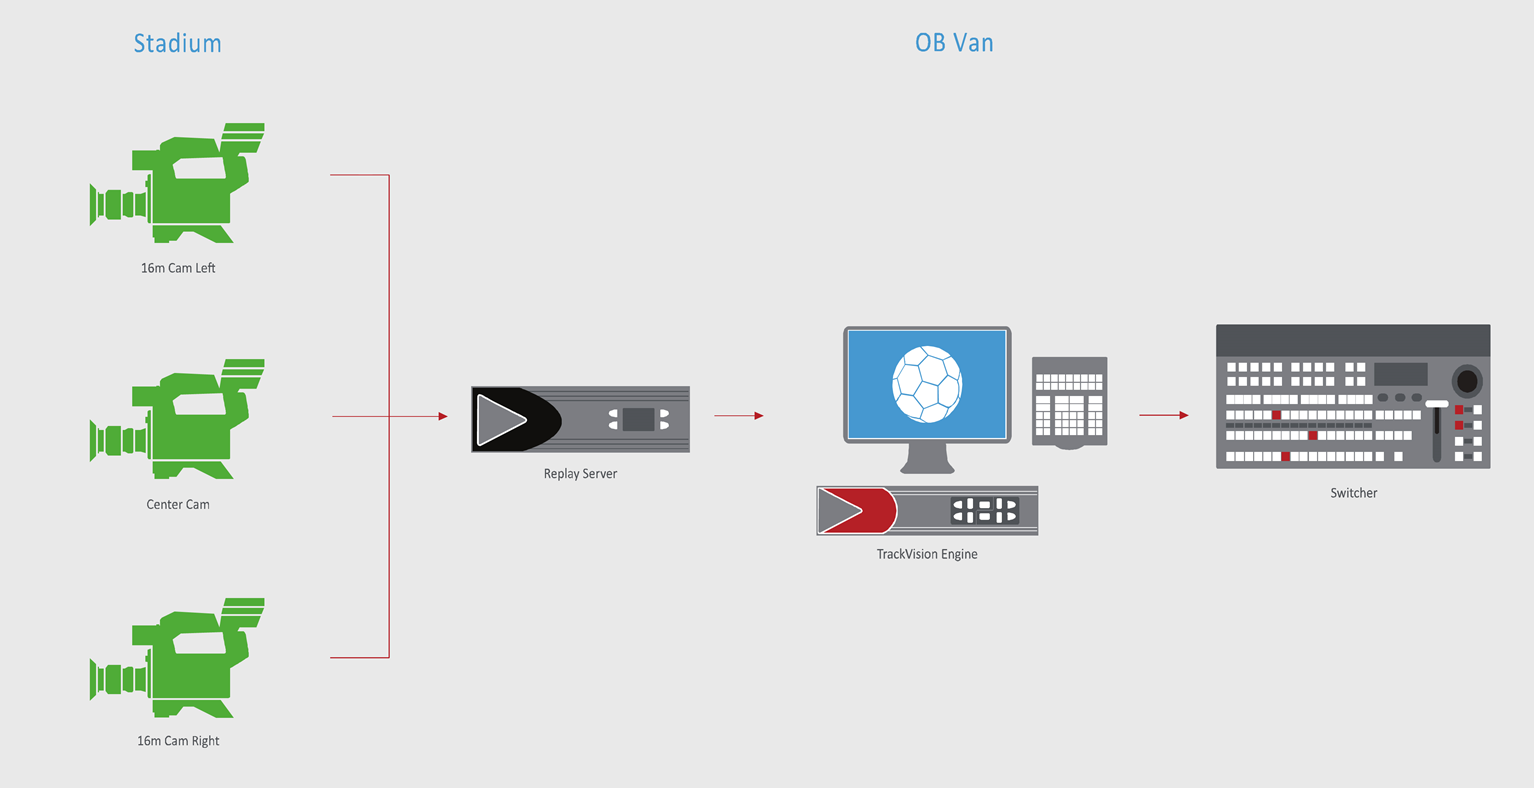 Stadium
OB Van
16m Cam Left
Center Cam
Replay Server
Switcher
TrackVision Engine
16m Cam Right